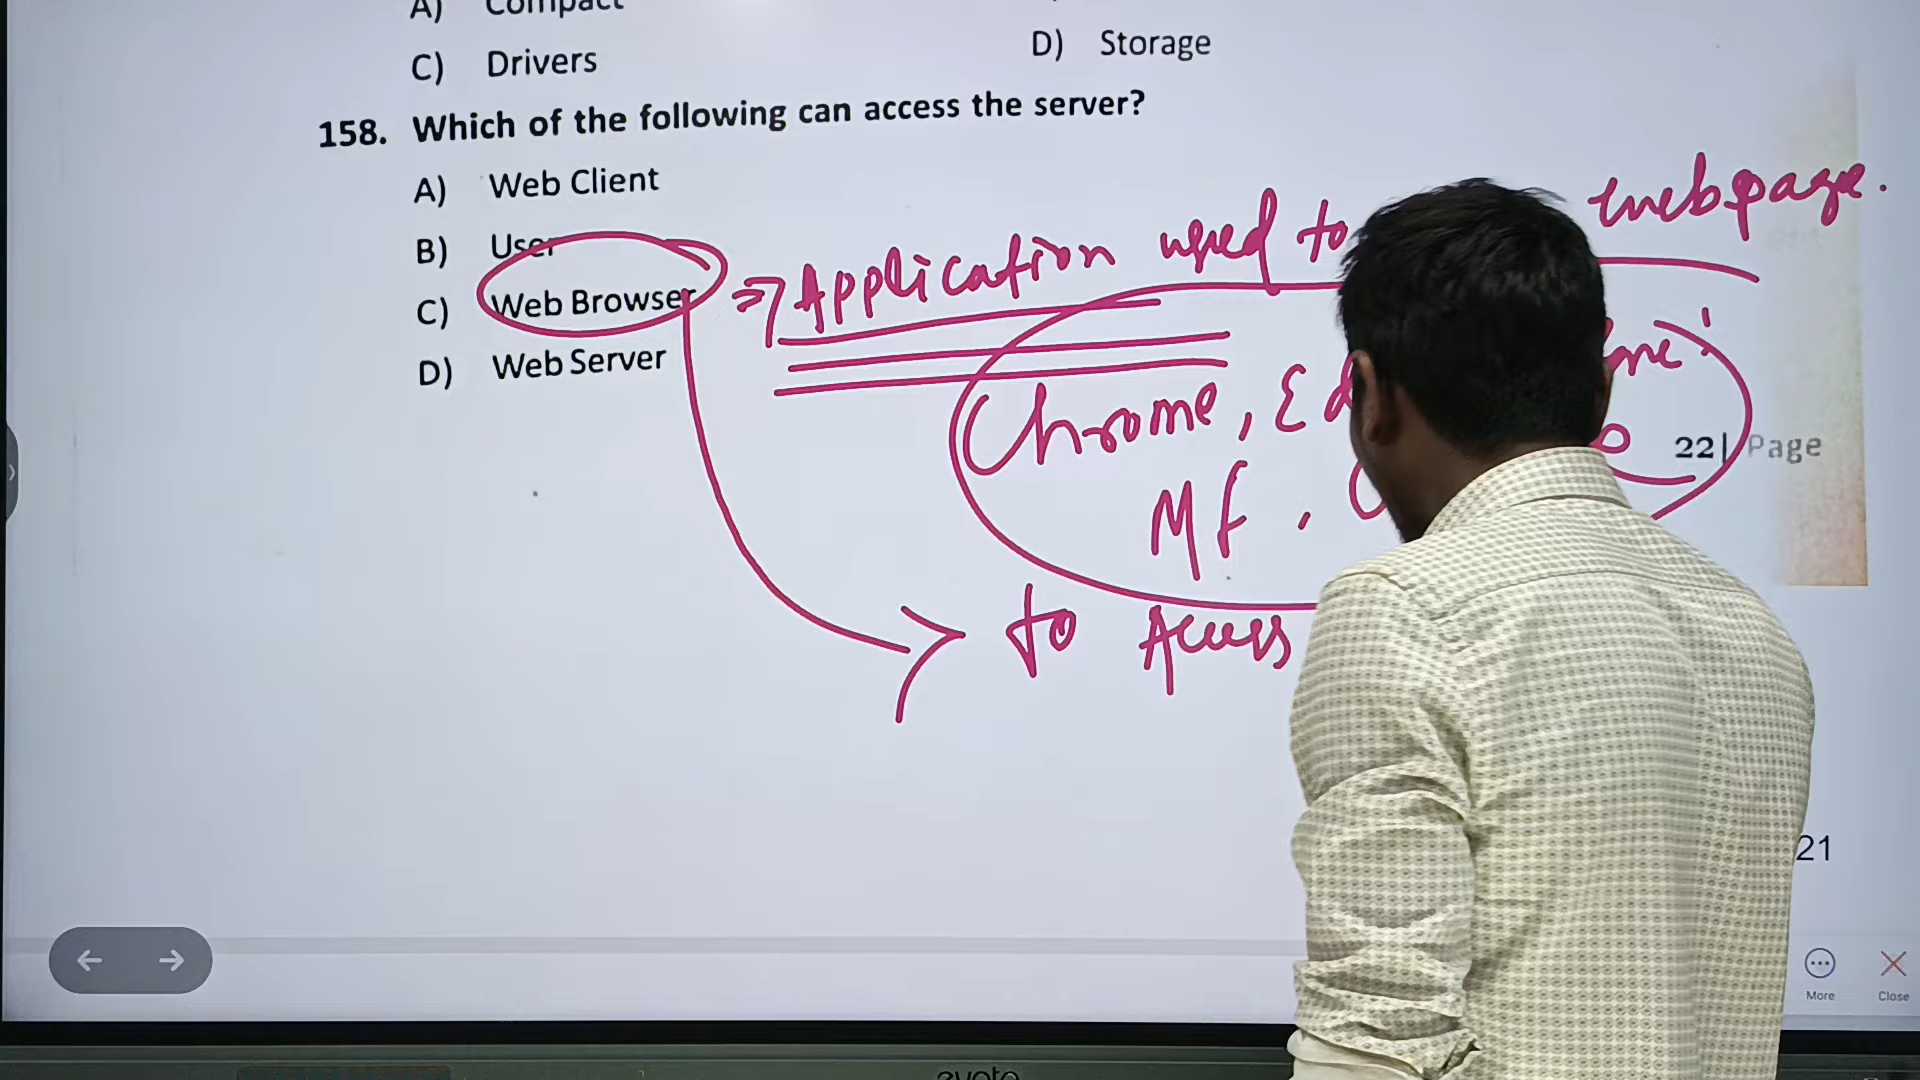 A) Compact
C) Drivers
D) Storage
158. Which of the following can access the server?
A) Web Client
B) User
C) Web Browser
D) Web Server
⇒ Application used to webpage.
Chrome,
MF,
to Access
22| Page
21
More
Close